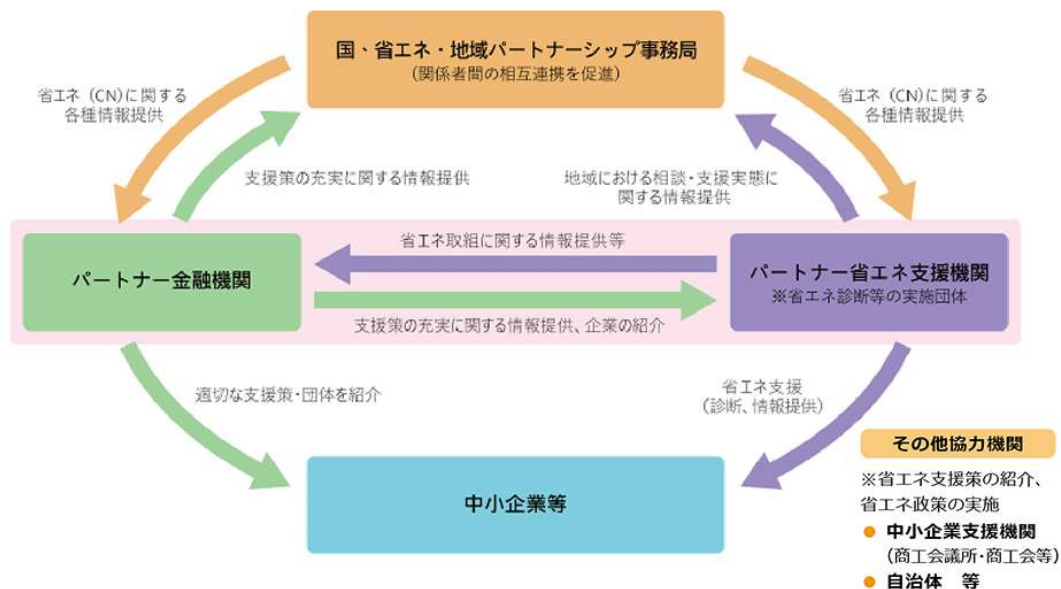 国、省エネ・地域パートナーシップ事務局
(関係者間の相互連携を促進)
省エネ(CN)に関する
各種情報提供
省エネ(CN)に関する
各種情報提供
支援策の充実に関する情報提供
地域における相談・支援実態に
関する情報提供
省エネ取組に関する情報提供等
パートナー金融機関
パートナー省エネ支援機関
※省エネ診断等の実施団体
支援策の充実に関する情報提供、企業の紹介
適切な支援策・団体を紹介
省エネ支援
(診断、情報提供)
中小企業等
その他協力機関
※省エネ支援策の紹介、
省エネ政策の実施
● 中小企業支援機関
(商工会議所・商工会等)
● 自治体　等